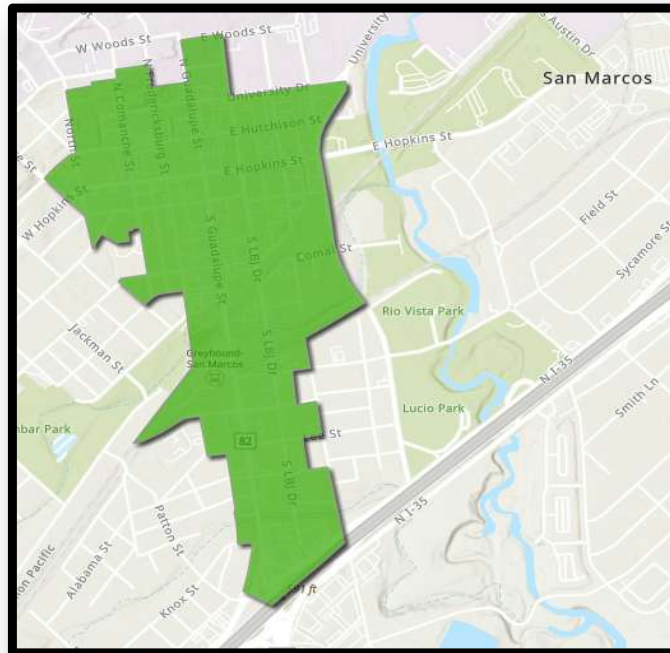 W Woods St
E Woods St
University
s Austin Dr
San Marcos
N Comanche St
N Fredericksburg St
N Guadalupe St
University Dr
North St
E Hutchison St
E Hopkins St
E Hopkins St
W Hopkins St
Field St
Sycamore St
S Guadalupe St
S LBJ Dr
Comal St
Rio Vista Park
Jackman St
S LBJ Dr
Greyhound-
San Marcos
N I-35
Smith Ln
Lucio Park
nbar Park
82
S LBJ Dr
N I-35
Patton St
Alabama St
on Pacific
Knox St